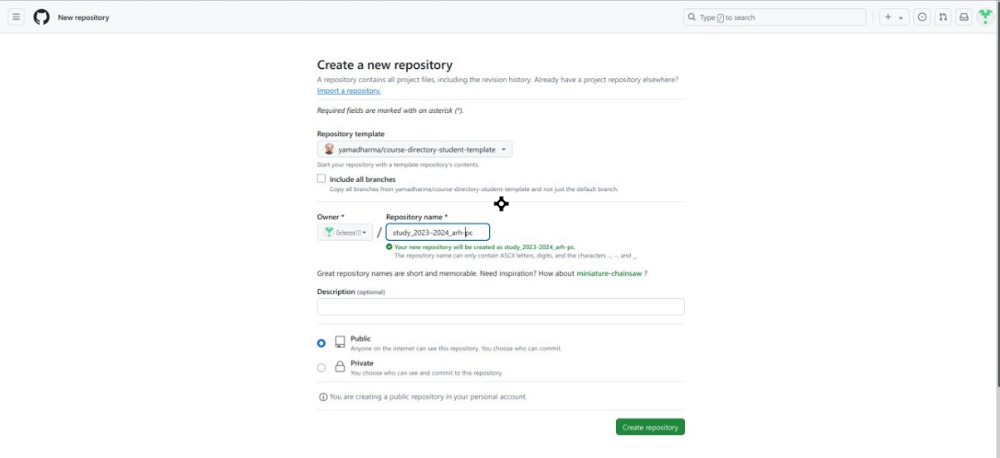 New repository
Type / to search
Create a new repository
A repository contains all project files, including the revision history. Already have a project repository elsewhere?
Import a repository.
Required fields are marked with an asterisk (*).
Repository template
yamadharma/course-directory-student-template
Start your repository with a template repository's contents.
Include all branches
Copy all branches from yamadharma/course-directory-student-template and not just the default branch.
Owner * Repository name *
/ study_2023–2024_arh-pc
Your new repository will be created as study_2023-2024_arh-pc.
The repository name can only contain ASCII letters, digits, and the characters ., -, and _.
Great repository names are short and memorable. Need inspiration? How about miniature-chainsaw ?
Description (optional)
Public
Anyone on the internet can see this repository. You choose who can commit.
Private
You choose who can see and commit to this repository.
You are creating a public repository in your personal account.
Create repository